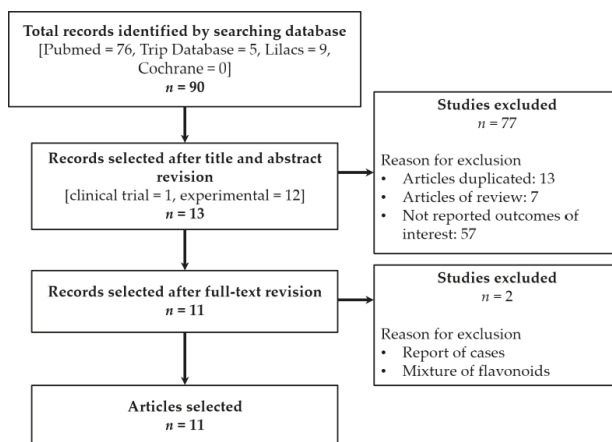 Total records identified by searching database
[Pubmed = 76, Trip Database = 5, Lilacs = 9,
Cochrane = 0]
n = 90
Studies excluded
n = 77
Reason for exclusion
• Articles duplicated: 13
• Articles of review: 7
• Not reported outcomes of
interest: 57
Records selected after title and abstract
revision
[clinical trial = 1, experimental = 12]
n = 13
Records selected after full-text revision
n = 11
Studies excluded
n = 2
Reason for exclusion
• Report of cases
• Mixture of flavonoids
Articles selected
n = 11